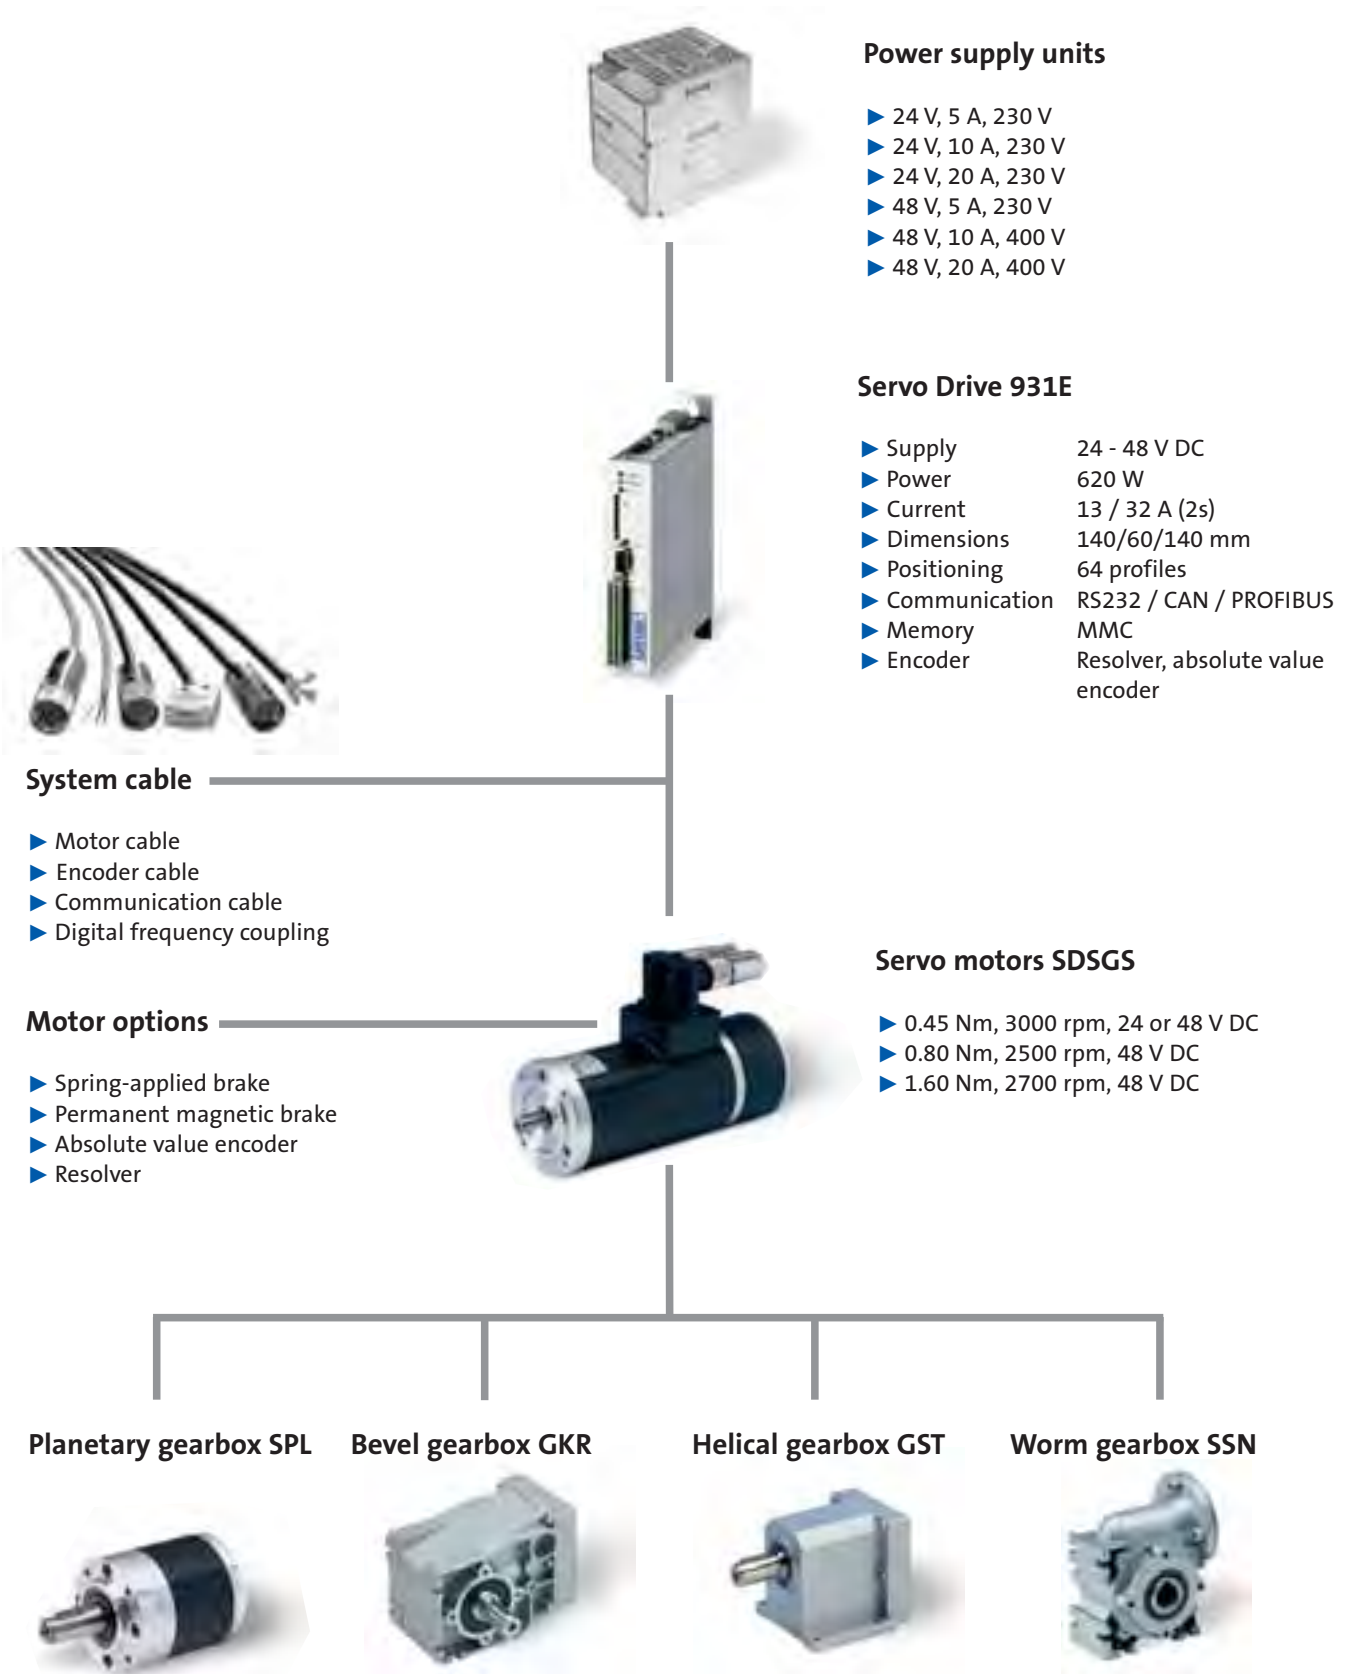 Power supply units
▶ 24 V, 5 A, 230 V
▶ 24 V, 10 A, 230 V
▶ 24 V, 20 A, 230 V
▶ 48 V, 5 A, 230 V
▶ 48 V, 10 A, 400 V
▶ 48 V, 20 A, 400 V
Servo Drive 931E
▶ Supply 24 - 48 V DC
▶ Power 620 W
▶ Current 13 / 32 A (2s)
▶ Dimensions 140/60/140 mm
▶ Positioning 64 profiles
▶ Communication RS232 / CAN / PROFIBUS
▶ Memory MMC
▶ Encoder Resolver, absolute value
encoder
System cable
▶ Motor cable
▶ Encoder cable
▶ Communication cable
▶ Digital frequency coupling
Motor options
▶ Spring-applied brake
▶ Permanent magnetic brake
▶ Absolute value encoder
▶ Resolver
Servo motors SDSGS
▶ 0.45 Nm, 3000 rpm, 24 or 48 V DC
▶ 0.80 Nm, 2500 rpm, 48 V DC
▶ 1.60 Nm, 2700 rpm, 48 V DC
Planetary gearbox SPL
Bevel gearbox GKR
Helical gearbox GST
Worm gearbox SSN